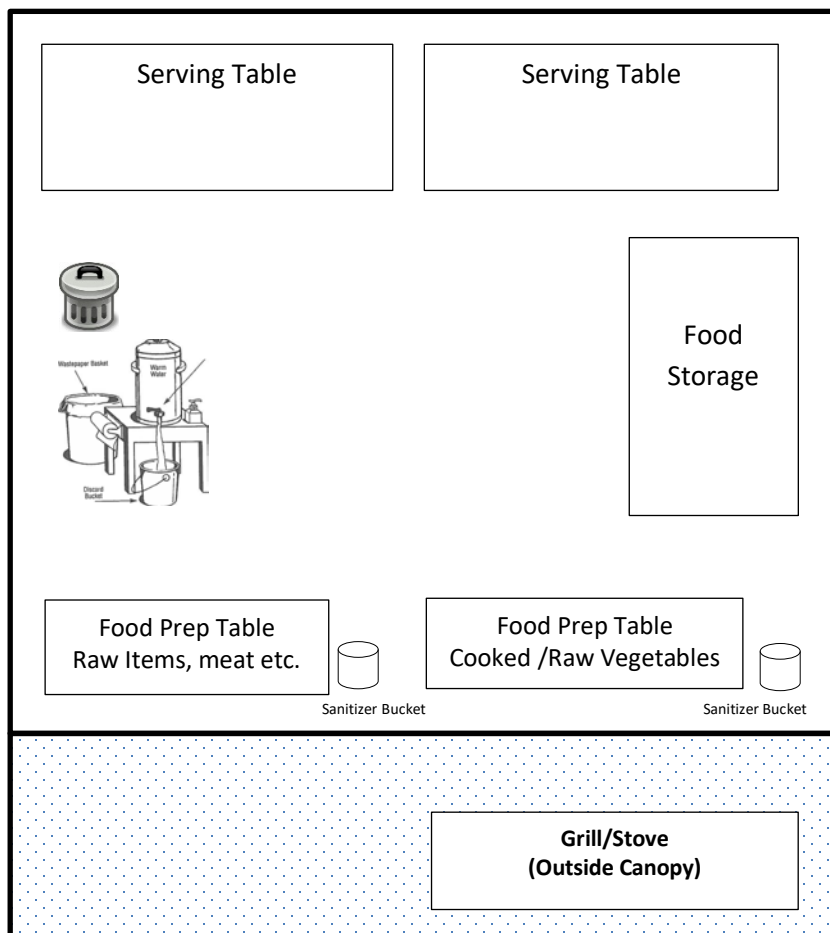 Serving Table
Serving Table
Wastepaper Basket
Warm
Water
Food
Storage
Discard
Bucket
Food Prep Table
Raw Items, meat etc.
Food Prep Table
Cooked /Raw Vegetables
Sanitizer Bucket
Sanitizer Bucket
Grill/Stove
(Outside Canopy)